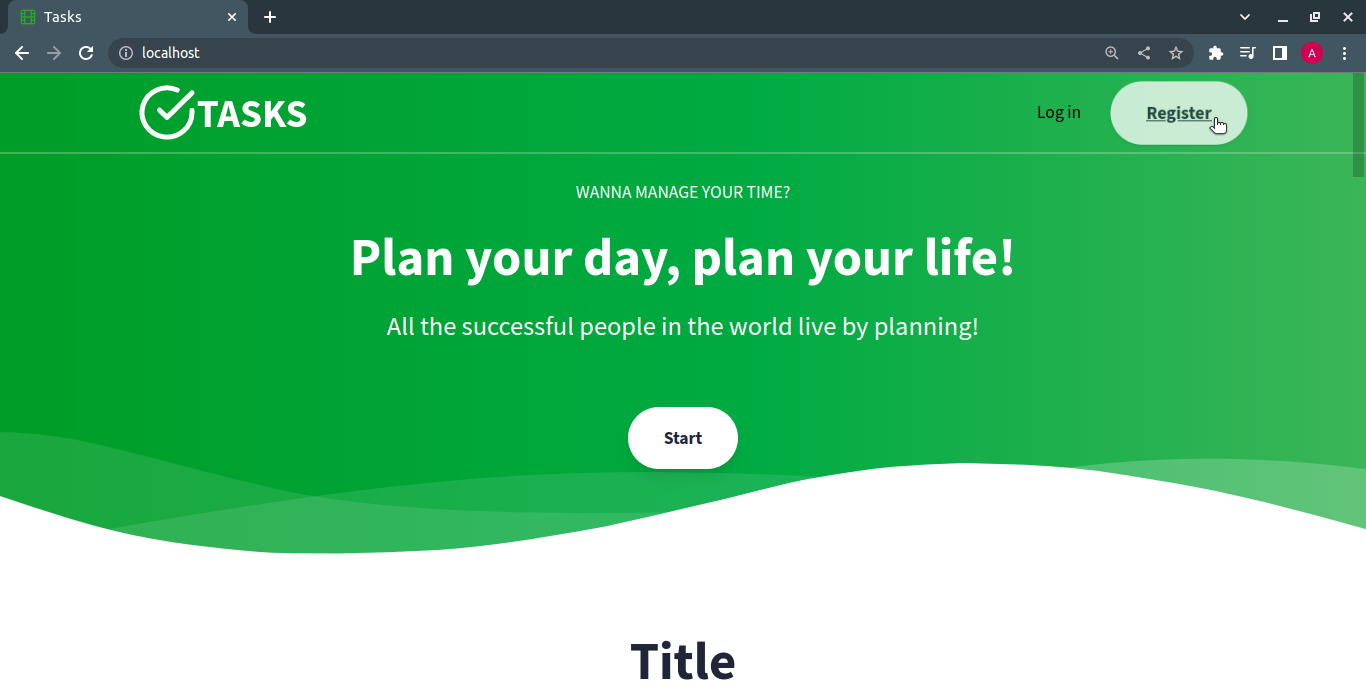 Tasks
localhost
A
TASKS
Log in
Register
WANNA MANAGE YOUR TIME?
Plan your day, plan your life!
All the successful people in the world live by planning!
Start
Title